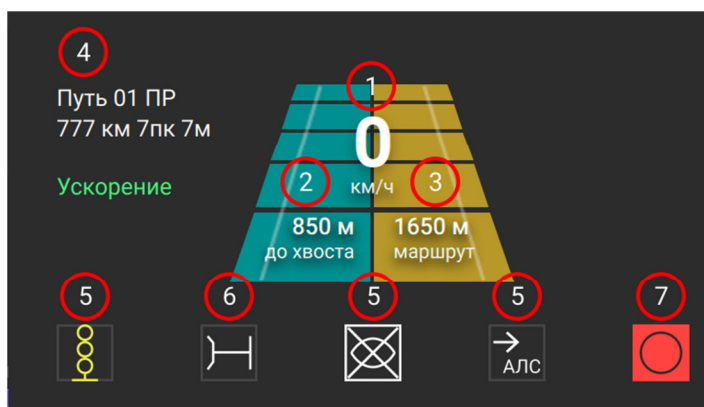 4
Путь 01 ПР
777 км 7пк 7м
Ускорение
1
0
км/ч
2
3
850 м
до хвоста
1650 м
маршрут
5
6
5
5
7
АЛС